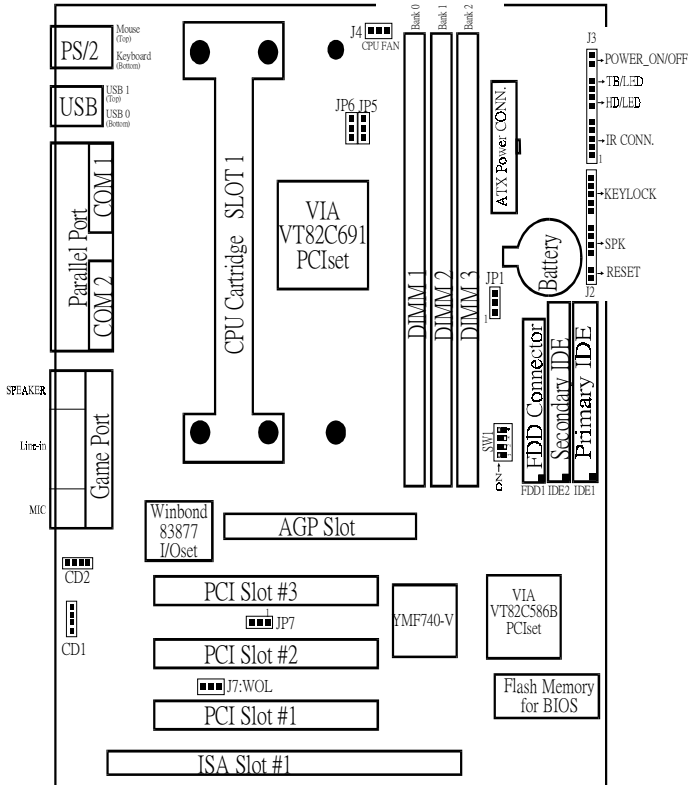 Mouse
(Top)
PS/2
Keyboard
(Bottom)
USB 1
(Top)
USB
USB 0
(Bottom)
Parallel Port
COM 1
COM 2
SPEAKER
Line-in
MIC
Game Port
CPU Cartridge SLOT 1
J4
CPU FAN
JP6 JP5
VIA
VT82C691
PCIset
Bank 0
Bank 1
Bank 2
DIMM 1
DIMM 2
DIMM 3
ATX Power CONN.
J3
POWER_ON/OFF
TB/LED
HD/LED
IR CONN.
1
KEYLOCK
SPK
RESET
J2
Battery
JP1
1
SW1
ON→
FDD Connector
Secondary IDE
Primary IDE
FDD1 IDE2 IDE1
Winbond
83877
I/Oset
AGP Slot
CD2
CD1
PCI Slot #3
1
JP7
PCI Slot #2
J7:WOL
PCI Slot #1
ISA Slot #1
YMF740-V
VIA
VT82C586B
PCIset
Flash Memory
for BIOS